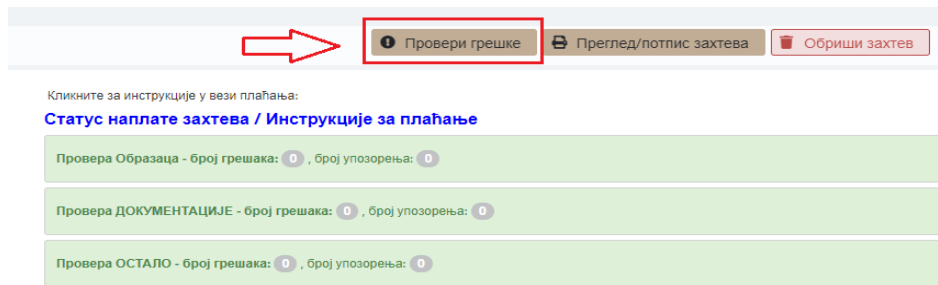 Провери грешке Преглед/потпис захтева Обриши захтев
Кликните за инструкције у вези плаћања:
Статус наплате захтева / Инструкције за плаћање
Провера Образаца - број грешака: 0 , број упозорења: 0
Провера ДОКУМЕНТАЦИЈЕ - број грешака: 0 , број упозорења: 0
Провера ОСТАЛО - број грешака: 0 , број упозорења: 0